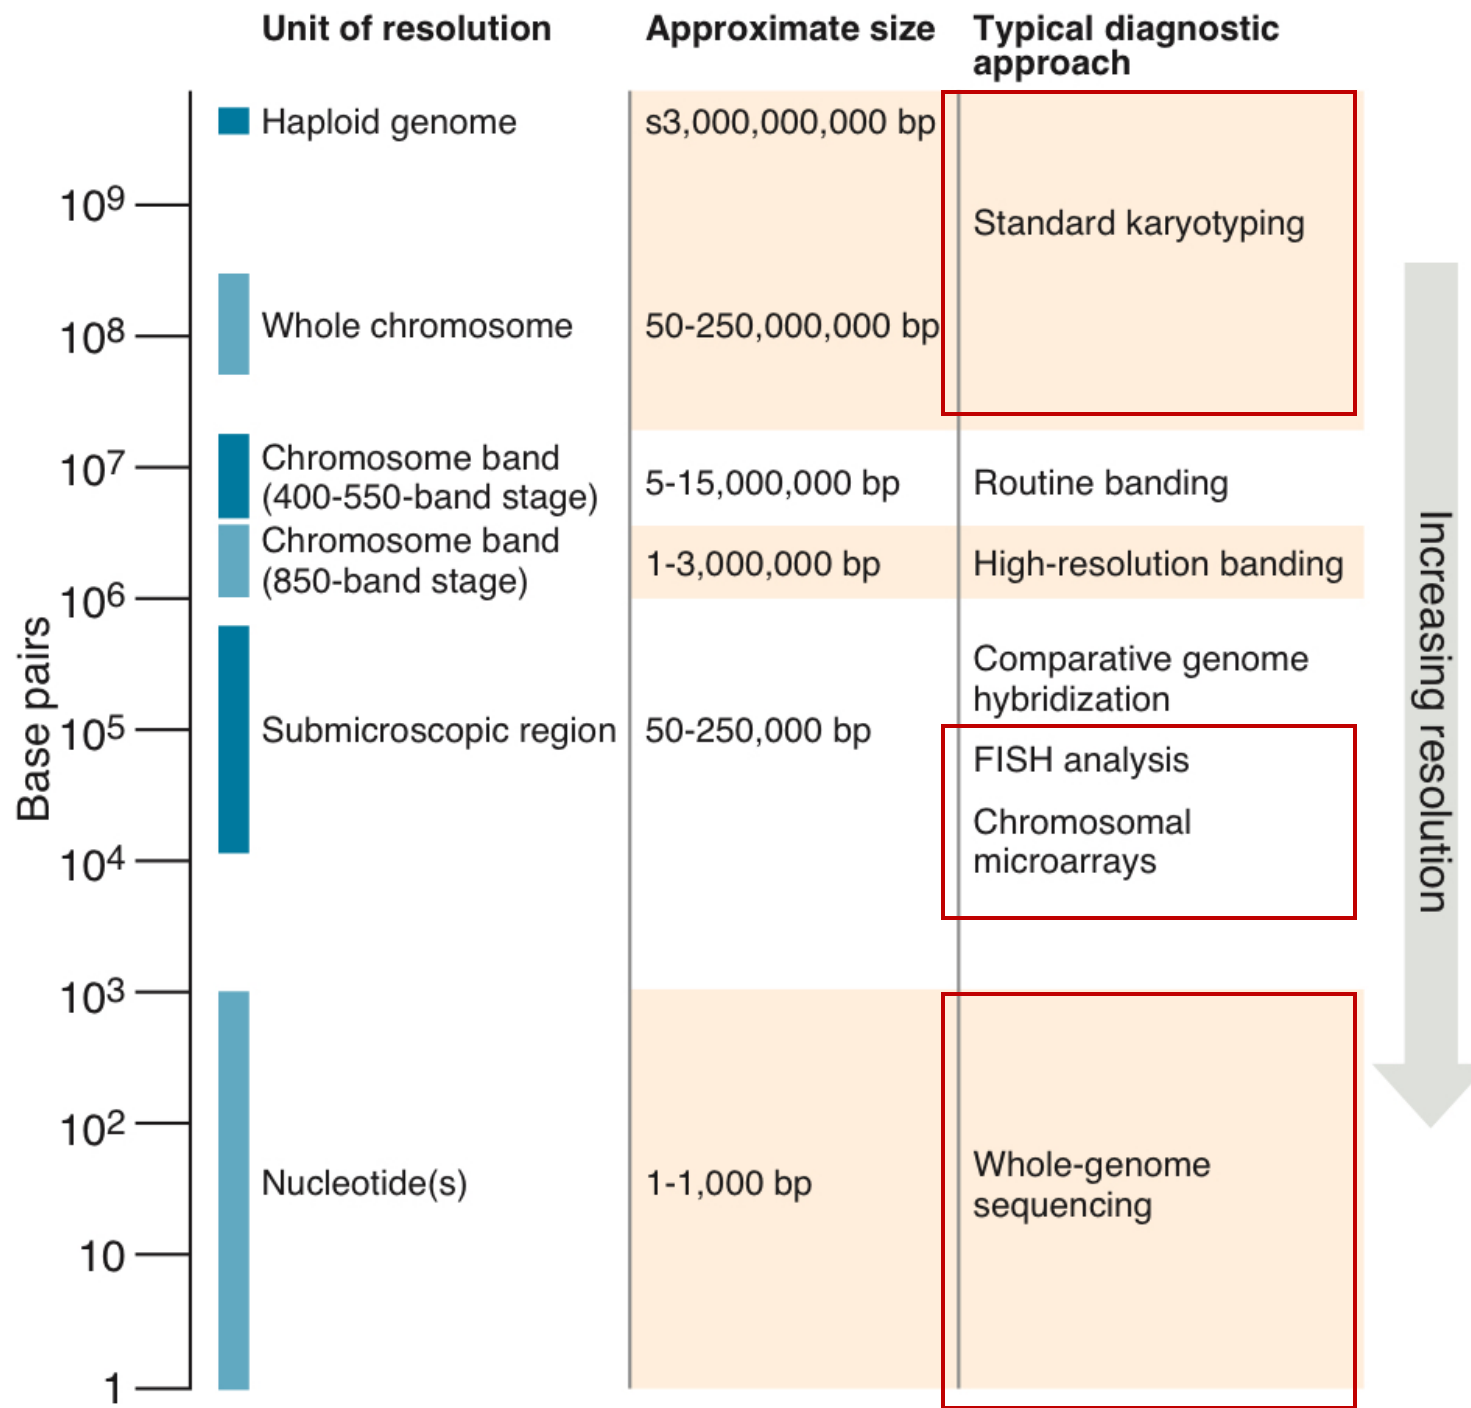 Unit of resolution
Approximate size
Typical diagnostic
approach
Haploid genome
s3,000,000,000 bp
Standard karyotyping
10⁹
Whole chromosome
50-250,000,000 bp
10⁸
Chromosome band
(400-550-band stage)
5-15,000,000 bp
Routine banding
10⁷
Chromosome band
(850-band stage)
1-3,000,000 bp
High-resolution banding
10⁶
Submicroscopic region
50-250,000 bp
Comparative genome
hybridization
FISH analysis
Chromosomal
microarrays
10⁵
10⁴
10³
10²
Nucleotide(s)
1-1,000 bp
Whole-genome
sequencing
10
1
Base pairs
Increasing resolution